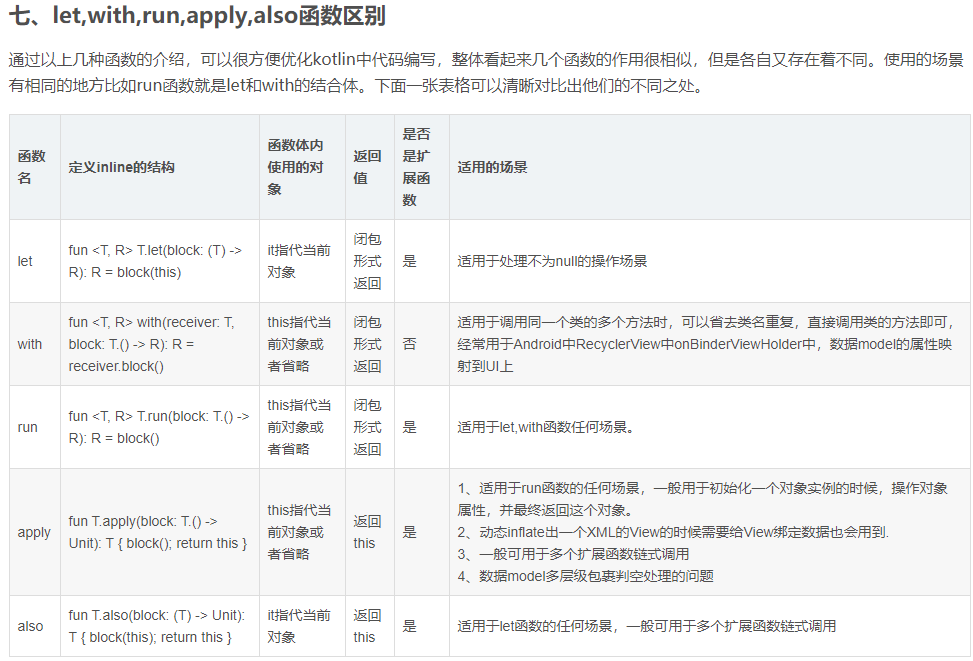 七、let,with,run,apply,also函数区别
通过以上几种函数的介绍，可以很方便优化kotlin中代码编写，整体看起来几个函数的作用很相似，但是各自又存在着不同。使用的场景
有相同的地方比如run函数就是let和with的结合体。下面一张表格可以清晰对比出他们的不同之处。
函数
名
定义inline的结构
函数体内
使用的对
象
返回
值
是否
是扩
展函
数
适用的场景
let
fun <T, R> T.let(block: (T) ->
R): R = block(this)
it指代当前
对象
闭包
形式
返回
是
适用于处理不为null的操作场景
with
fun <T, R> with(receiver: T,
block: T.() -> R): R =
receiver.block()
this指代当
前对象或
者省略
闭包
形式
返回
否
适用于调用同一个类的多个方法时，可以省去类名重复，直接调用类的方法即可，
经常用于Android中RecyclerView中onBinderViewHolder中，数据model的属性映
射到UI上
run
fun <T, R> T.run(block: T.() ->
R): R = block()
this指代当
前对象或
者省略
闭包
形式
返回
是
适用于let,with函数任何场景。
apply
fun T.apply(block: T.() ->
Unit): T { block(); return this }
this指代当
前对象或
者省略
返回
this
是
1、适用于run函数的任何场景，一般用于初始化一个对象实例的时候，操作对象
属性，并最终返回这个对象。
2、动态inflate出一个XML的View的时候需要给View绑定数据也会用到.
3、一般可用于多个扩展函数链式调用
4、数据model多层级包裹判空处理的问题
also
fun T.also(block: (T) -> Unit):
T { block(this); return this }
it指代当前
对象
返回
this
是
适用于let函数的任何场景，一般可用于多个扩展函数链式调用